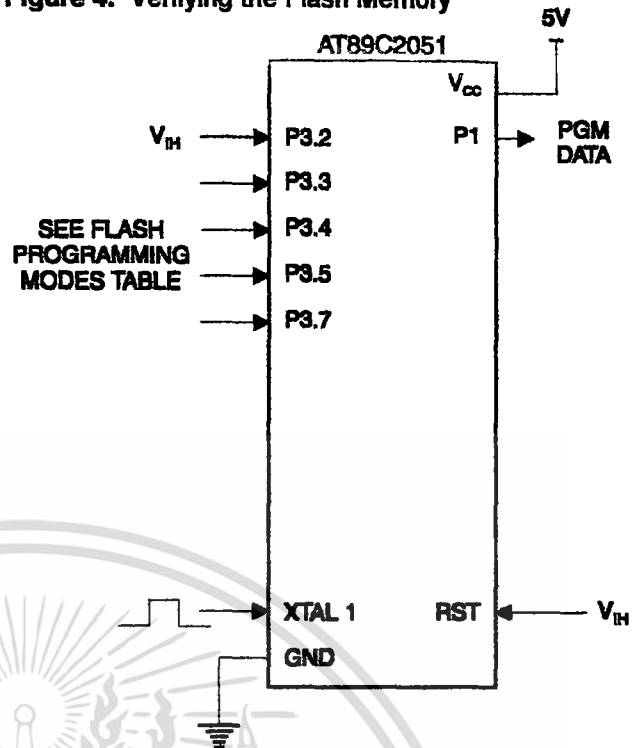 Figure 4. Verifying the Flash Memory
5V
AT89C2051
Vcc
VIH
P3.2
P1
PGM
DATA
P3.3
SEE FLASH
PROGRAMMING
MODES TABLE
P3.4
P3.5
P3.7
XTAL 1
RST
VIH
GND